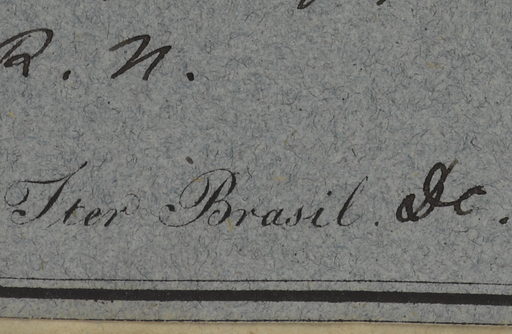 R. N.
Iter Brasil. &c.